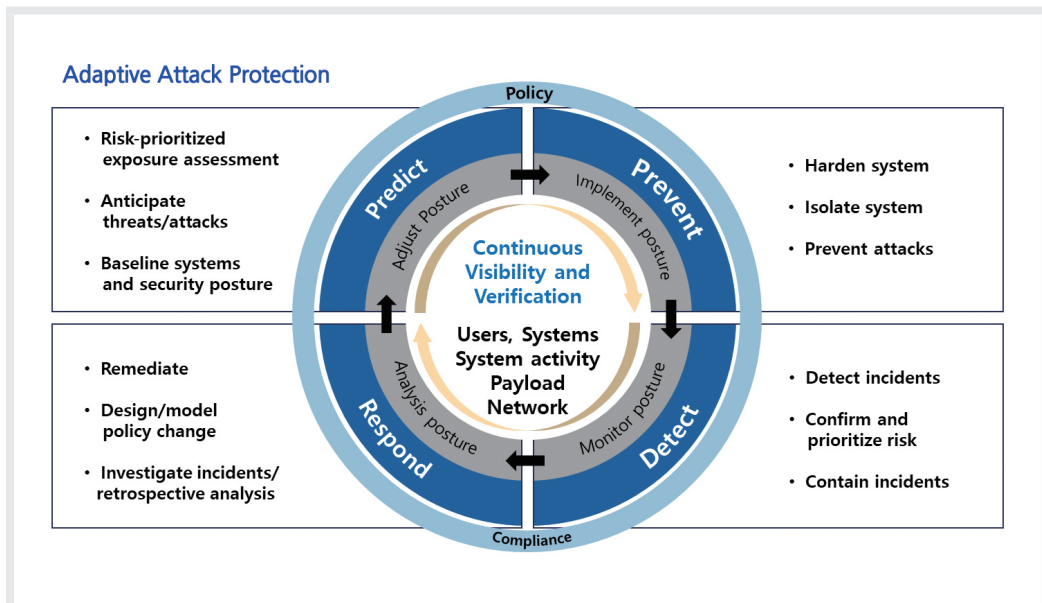 Adaptive Attack Protection
Policy
• Risk-prioritized
exposure assessment
• Anticipate
threats/attacks
• Baseline systems
and security posture
Predict
Adjust Posture
Prevent
Implement posture
• Harden system
• Isolate system
• Prevent attacks
Continuous
Visibility and
Verification
Users, Systems
System activity
Payload
Network
• Remediate
• Design/model
policy change
• Investigate incidents/
retrospective analysis
Respond
Analysis posture
Monitor posture
Detect
• Detect incidents
• Confirm and
prioritize risk
• Contain incidents
Compliance